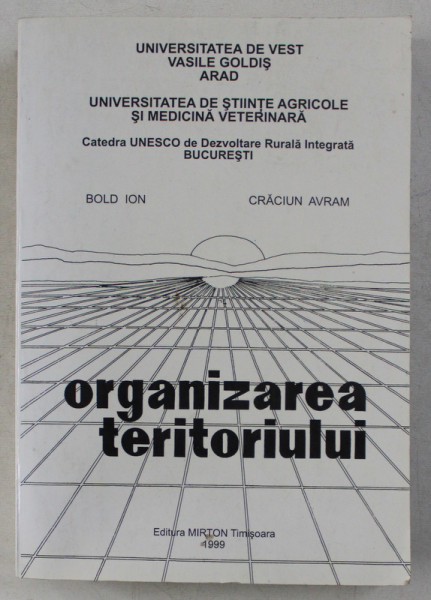 UNIVERSITATEA DE VEST
VASILE GOLDIŞ
ARAD
UNIVERSITATEA DE ŞTIINŢE AGRICOLE
ŞI MEDICINĂ VETERINARĂ
Catedra UNESCO de Dezvoltare Rurală Integrată
BUCUREŞTI
BOLD ION CRĂCIUN AVRAM
organizarea
teritoriului
Editura MIRTON Timişoara
1999